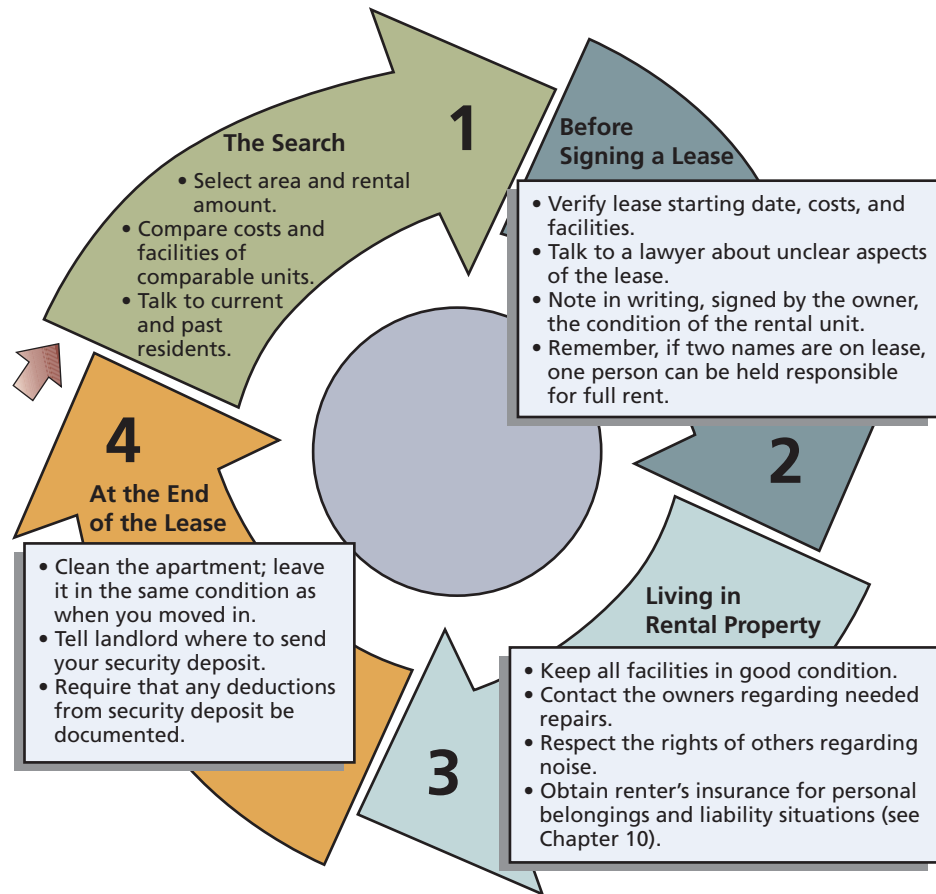 1
The Search
• Select area and rental
amount.
• Compare costs and
facilities of
comparable units.
• Talk to current
and past
residents.
Before
Signing a Lease
• Verify lease starting date, costs, and
facilities.
• Talk to a lawyer about unclear aspects
of the lease.
• Note in writing, signed by the owner,
the condition of the rental unit.
• Remember, if two names are on lease,
one person can be held responsible
for full rent.
2
Living in
Rental Property
• Keep all facilities in good condition.
• Contact the owners regarding needed
repairs.
• Respect the rights of others regarding
noise.
• Obtain renter’s insurance for personal
belongings and liability situations (see
Chapter 10).
3
4
At the End
of the Lease
• Clean the apartment; leave
it in the same condition as
when you moved in.
• Tell landlord where to send
your security deposit.
• Require that any deductions
from security deposit be
documented.